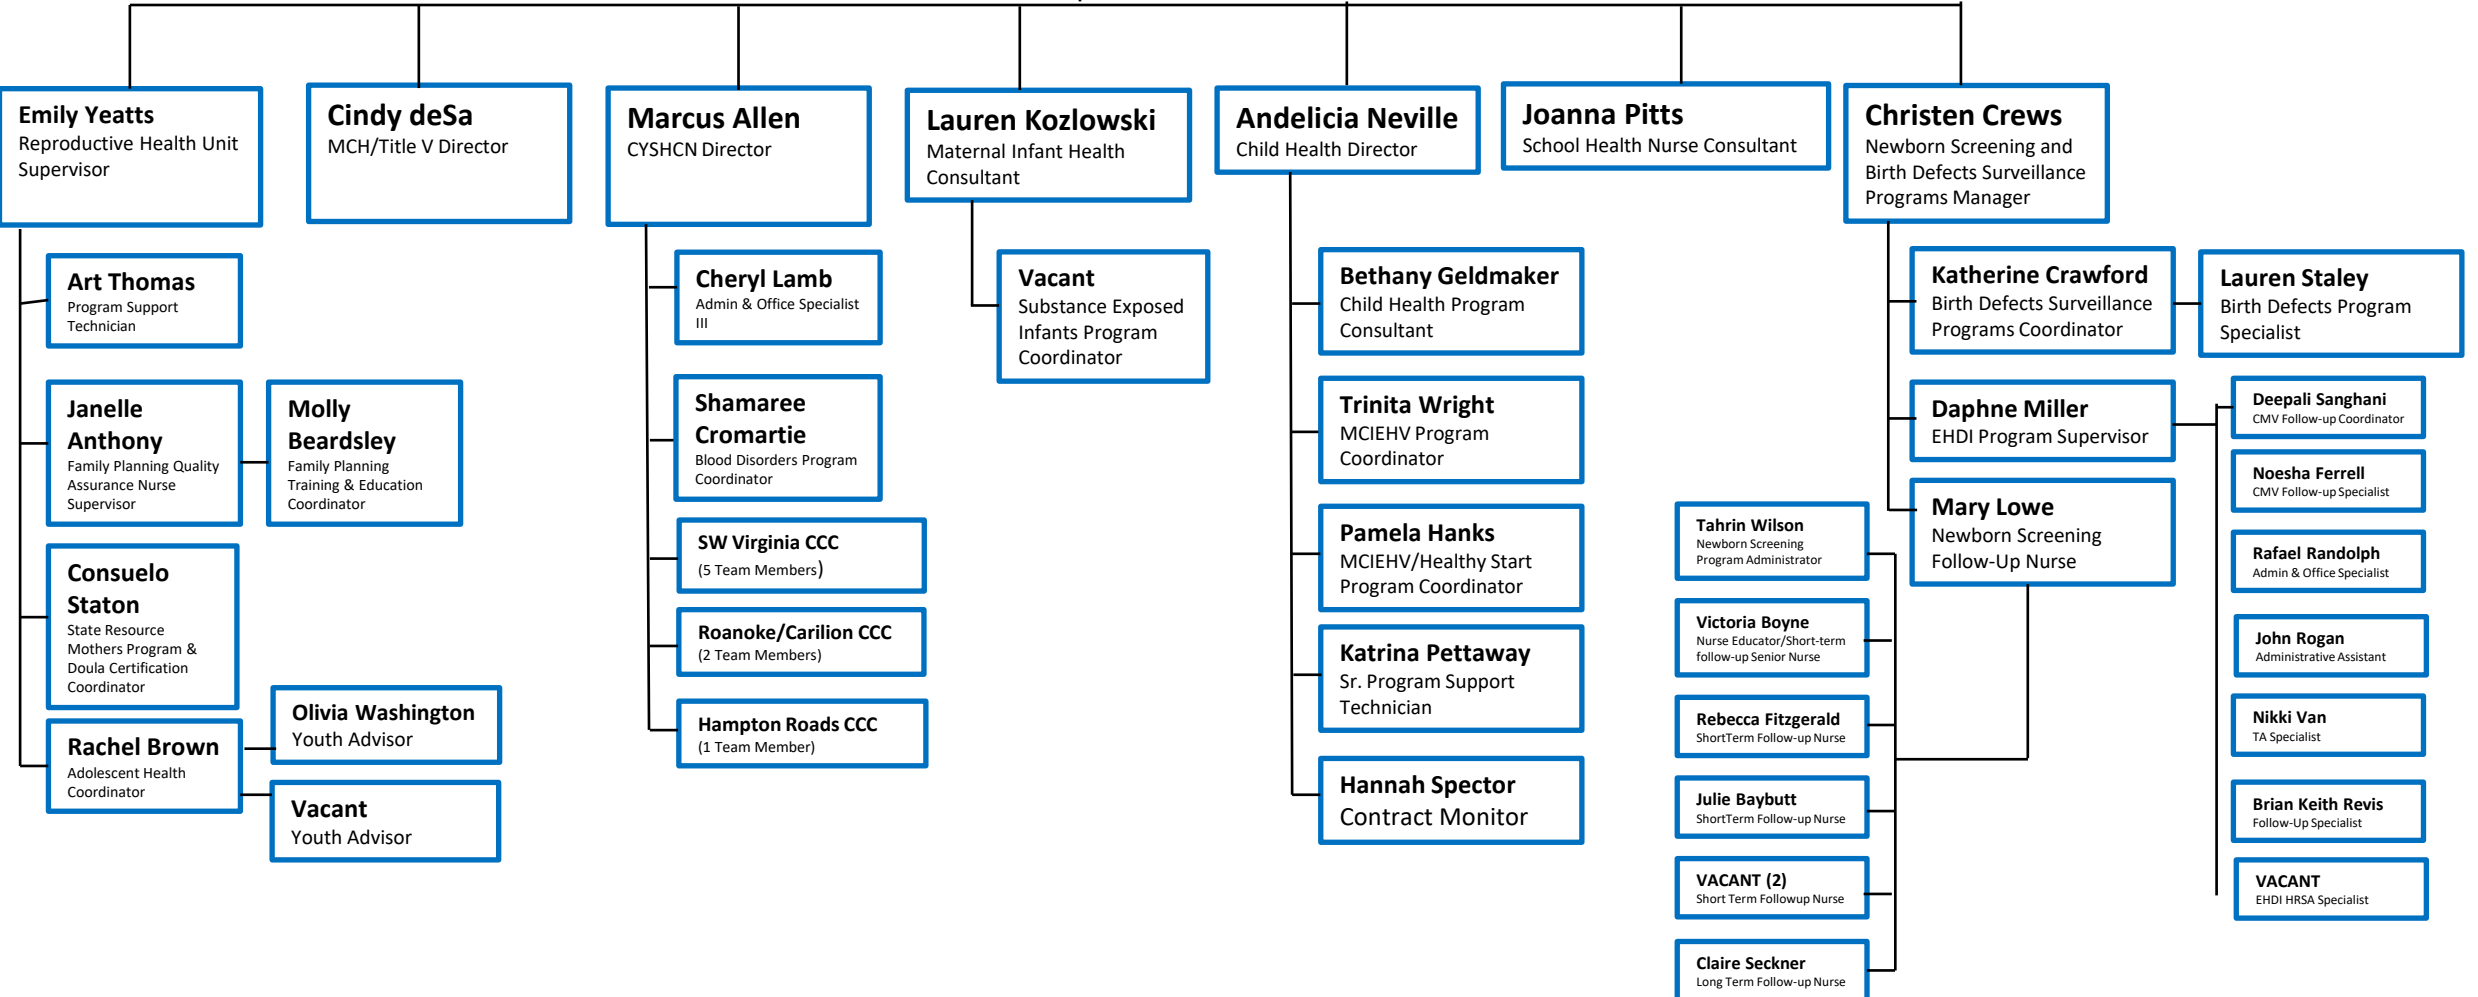 Emily Yeatts
Reproductive Health Unit
Supervisor
Cindy deSa
MCH/Title V Director
Marcus Allen
CYSHCN Director
Lauren Kozlowski
Maternal Infant Health
Consultant
Andelicia Neville
Child Health Director
Joanna Pitts
School Health Nurse Consultant
Christen Crews
Newborn Screening and
Birth Defects Surveillance
Programs Manager
Art Thomas
Program Support
Technician
Janelle
Anthony
Family Planning Quality
Assurance Nurse
Supervisor
Molly
Beardsley
Family Planning
Training & Education
Coordinator
Consuelo
Staton
State Resource
Mothers Program &
Doula Certification
Coordinator
Rachel Brown
Adolescent Health
Coordinator
Olivia Washington
Youth Advisor
Vacant
Youth Advisor
Cheryl Lamb
Admin & Office Specialist
III
Shamaree
Cromartie
Blood Disorders Program
Coordinator
SW Virginia CCC
(5 Team Members)
Roanoke/Carilion CCC
(2 Team Members)
Hampton Roads CCC
(1 Team Member)
Vacant
Substance Exposed
Infants Program
Coordinator
Bethany Geldmaker
Child Health Program
Consultant
Trinita Wright
MCIEHV Program
Coordinator
Pamela Hanks
MCIEHV/Healthy Start
Program Coordinator
Katrina Pettaway
Sr. Program Support
Technician
Hannah Spector
Contract Monitor
Katherine Crawford
Birth Defects Surveillance
Programs Coordinator
Lauren Staley
Birth Defects Program
Specialist
Daphne Miller
EHDI Program Supervisor
Mary Lowe
Newborn Screening
Follow-Up Nurse
Tahrin Wilson
Newborn Screening
Program Administrator
Victoria Boyne
Nurse Educator/Short-term
follow-up Senior Nurse
Rebecca Fitzgerald
ShortTerm Follow-up Nurse
Julie Baybutt
ShortTerm Follow-up Nurse
VACANT (2)
Short Term Followup Nurse
Claire Seckner
Long Term Follow-up Nurse
Deepali Sanghani
CMV Follow-up Coordinator
Noesha Ferrell
CMV Follow-up Specialist
Rafael Randolph
Admin & Office Specialist
John Rogan
Administrative Assistant
Nikki Van
TA Specialist
Brian Keith Revis
Follow-Up Specialist
VACANT
EHDI HRSA Specialist